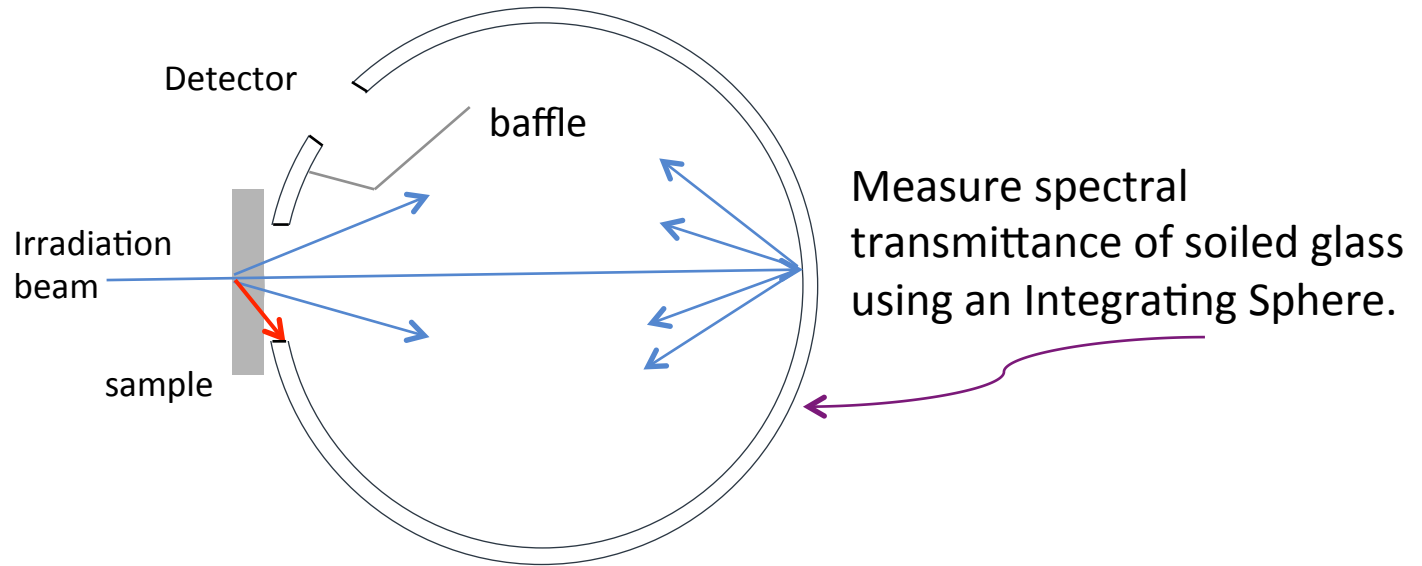 Detector
baffle
Measure spectral
transmittance of soiled glass
using an Integrating Sphere.
Irradiation
beam
sample